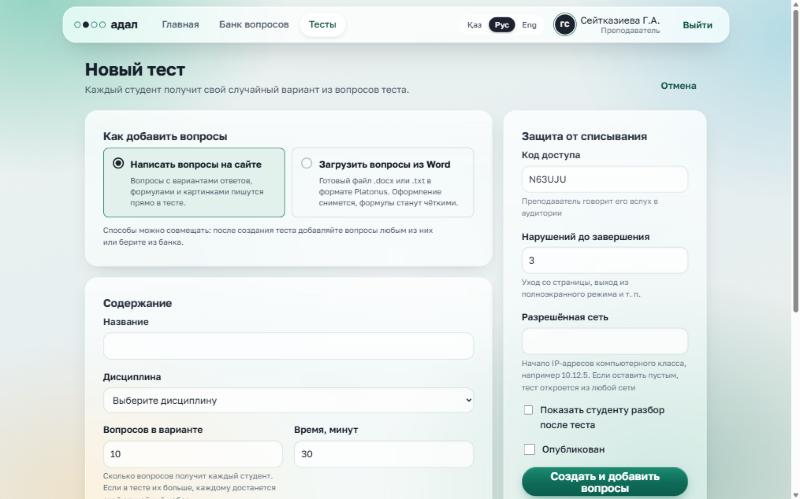 адал
Главная
Банк вопросов
Тесты
Қаз
Рус
Eng
ГС
Сейтказиева Г.А.
Преподаватель
Выйти
Новый тест
Каждый студент получит свой случайный вариант из вопросов теста.
Отмена
Как добавить вопросы
Написать вопросы на сайте
Вопросы с вариантами ответов,
формулами и картинками пишутся
прямо в тесте.
Загрузить вопросы из Word
Готовый файл .docx или .txt в
формате Platonus. Оформление
снимется, формулы станут чёткими.
Способы можно совмещать: после создания теста добавляйте вопросы любым из них
или берите из банка.
Содержание
Название
Дисциплина
Выберите дисциплину
Вопросов в варианте
10
Сколько вопросов получит каждый студент.
Если в тесте их больше, каждому достанется
Время, минут
30
Защита от списывания
Код доступа
N63UJU
Преподаватель говорит его вслух в
аудитории
Нарушений до завершения
3
Уход со страницы, выход из
полноэкранного режима и т. п.
Разрешённая сеть
Начало IP-адресов компьютерного класса,
например 10.12.5. Если оставить пустым,
тест откроется из любой сети
Показать студенту разбор
после теста
Опубликован
Создать и добавить
вопросы